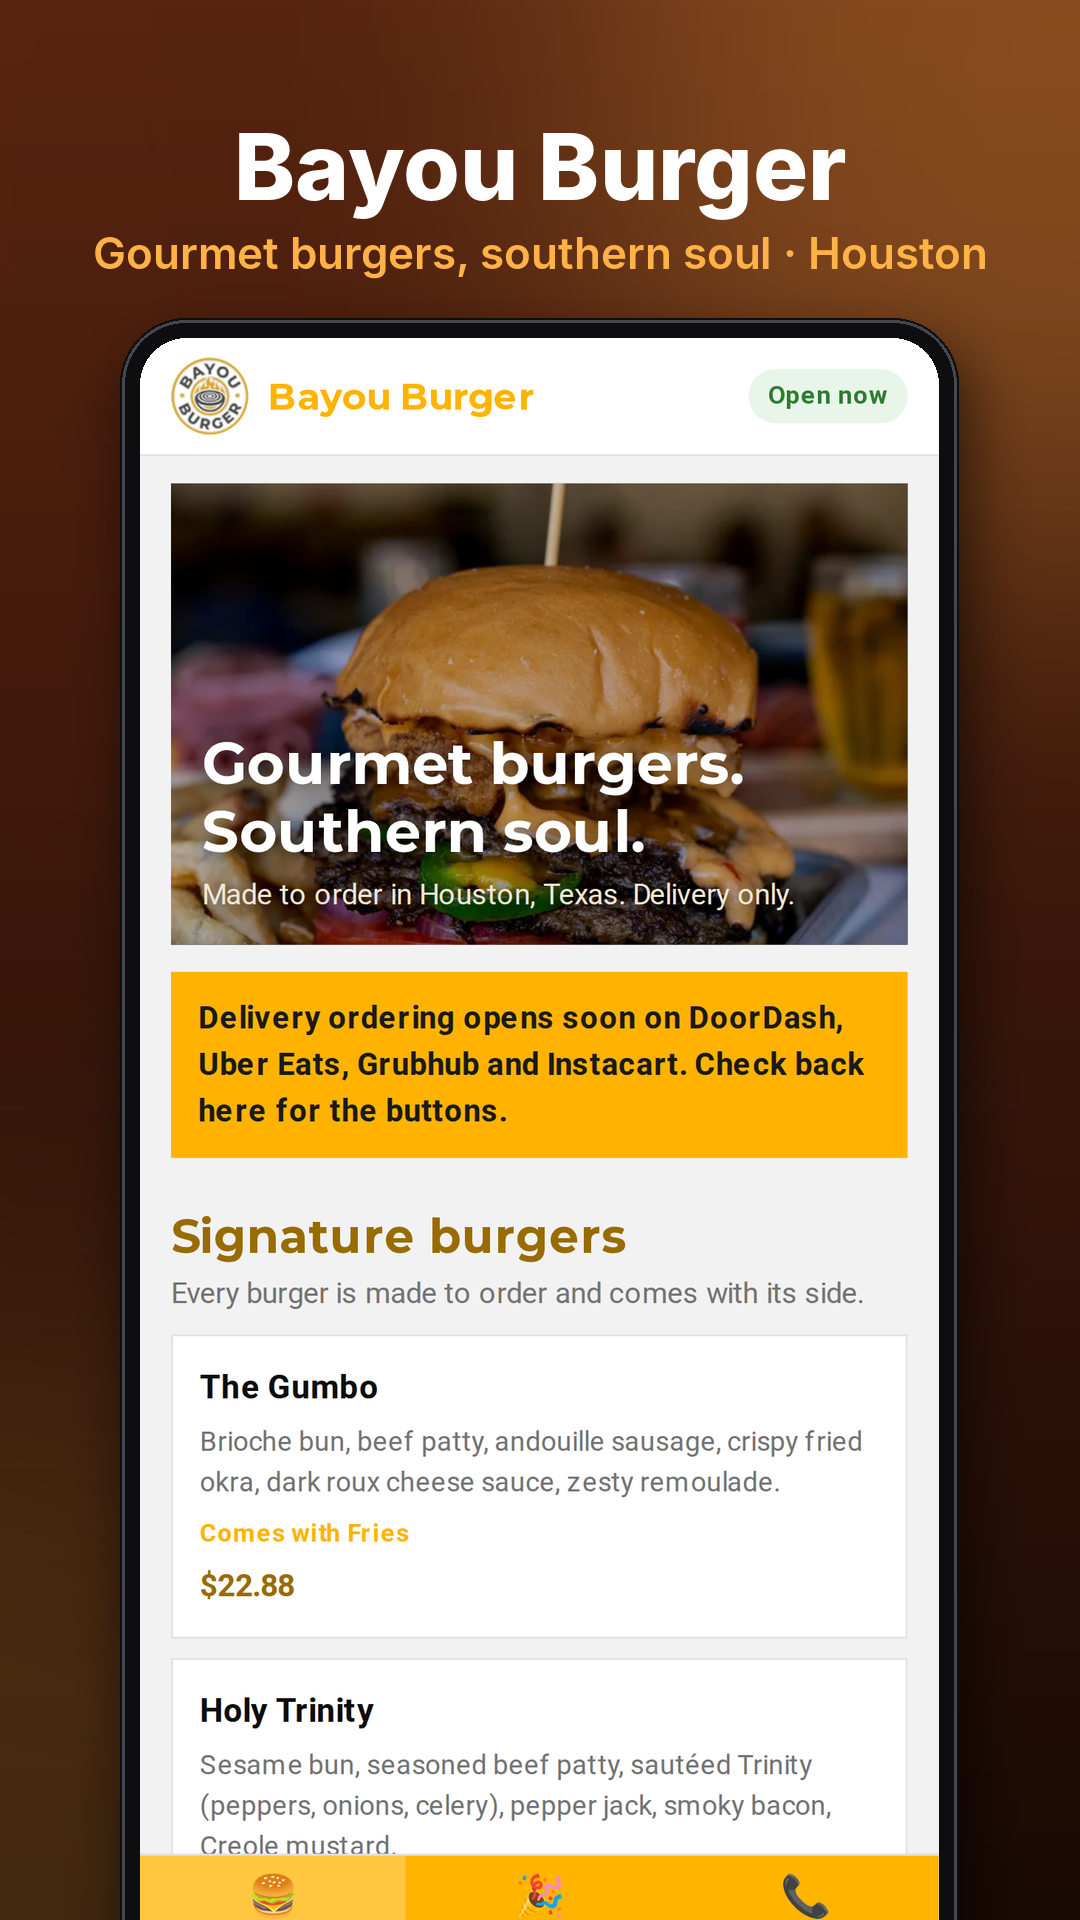 Bayou Burger
Gourmet burgers, southern soul · Houston
BAYOU BURGER
Bayou Burger
Open now
Gourmet burgers.
Southern soul.
Made to order in Houston, Texas. Delivery only.
Delivery ordering opens soon on DoorDash,
Uber Eats, Grubhub and Instacart. Check back
here for the buttons.
Signature burgers
Every burger is made to order and comes with its side.
The Gumbo
Brioche bun, beef patty, andouille sausage, crispy fried
okra, dark roux cheese sauce, zesty remoulade.
Comes with Fries
$22.88
Holy Trinity
Sesame bun, seasoned beef patty, sautéed Trinity
(peppers, onions, celery), pepper jack, smoky bacon,
Creole mustard.